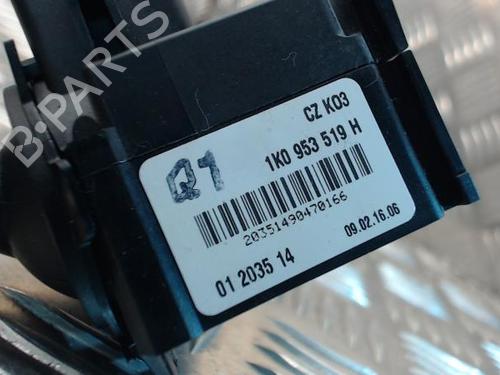 B-PARTS
CZ K03
Q1
1K0 953 519 H
20351490470166
01 2035 14
09.02.16.06